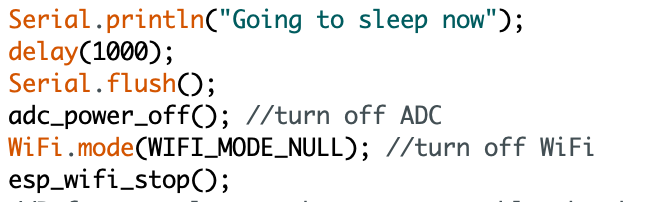 Serial.println("Going to sleep now");
delay(1000);
Serial.flush();
adc_power_off(); //turn off ADC
WiFi.mode(WIFI_MODE_NULL); //turn off WiFi
esp_wifi_stop();